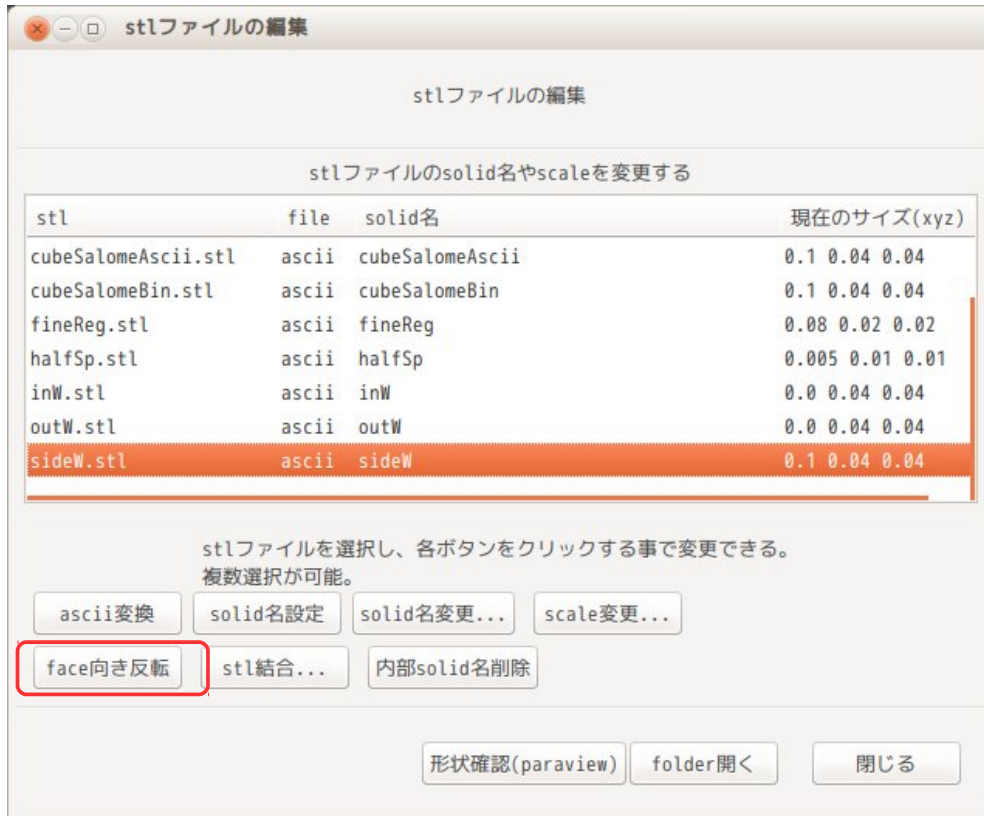 stlファイルの編集
stlファイルの編集
stlファイルのsolid名やscaleを変更する
stl file solid名 現在のサイズ(xyz)
cubeSalomeAscii.stl ascii cubeSalomeAscii 0.1 0.04 0.04
cubeSalomeBin.stl ascii cubeSalomeBin 0.1 0.04 0.04
fineReg.stl ascii fineReg 0.08 0.02 0.02
halfSp.stl ascii halfSp 0.005 0.01 0.01
inW.stl ascii inW 0.0 0.04 0.04
outW.stl ascii outW 0.0 0.04 0.04
sideW.stl ascii sideW 0.1 0.04 0.04
stlファイルを選択し、各ボタンをクリックする事で変更できる。
複数選択が可能。
ascii変換 solid名設定 solid名変更... scale変更...
face向き反転 stl結合... 内部solid名削除
形状確認(paraview) folder開く 閉じる